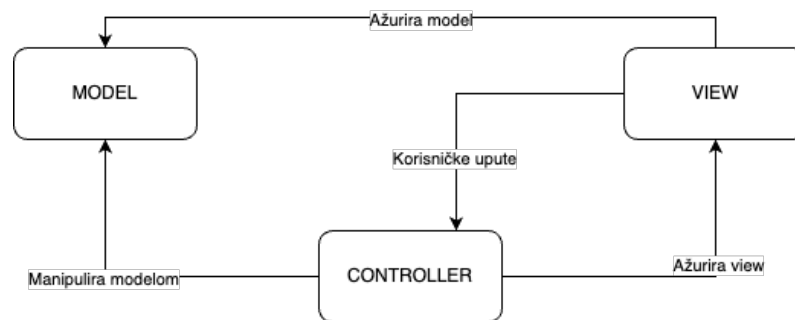 Ažurira model
MODEL
VIEW
Korisničke upute
CONTROLLER
Manipulira modelom
Ažurira view